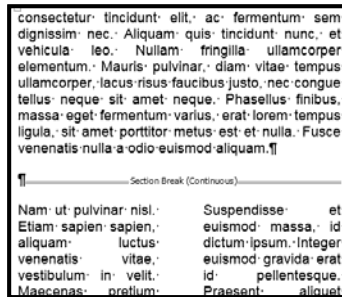 consectetur tincidunt elit, ac fermentum sem
dignissim nec. Aliquam quis tincidunt nunc, et
vehicula leo. Nullam fringilla ullamcorper
elementum. Mauris pulvinar, diam vitae tempus
ullamcorper, lacus risus faucibus justo, nec congue
tellus neque sit amet neque. Phasellus finibus,
massa eget fermentum varius, erat lorem tempus
ligula, sit amet porttitor metus est et nulla. Fusce
venenatis nulla a odio euismod aliquam.¶
¶ Section Break (Continuous)
Nam ut pulvinar nisl.
Etiam sapien sapien,
aliquam luctus
venenatis vitae,
vestibulum in velit.
Maecenas pretium
Suspendisse et
euismod massa, id
dictum ipsum. Integer
euismod gravida erat
id pellentesque.
Praesent aliquet